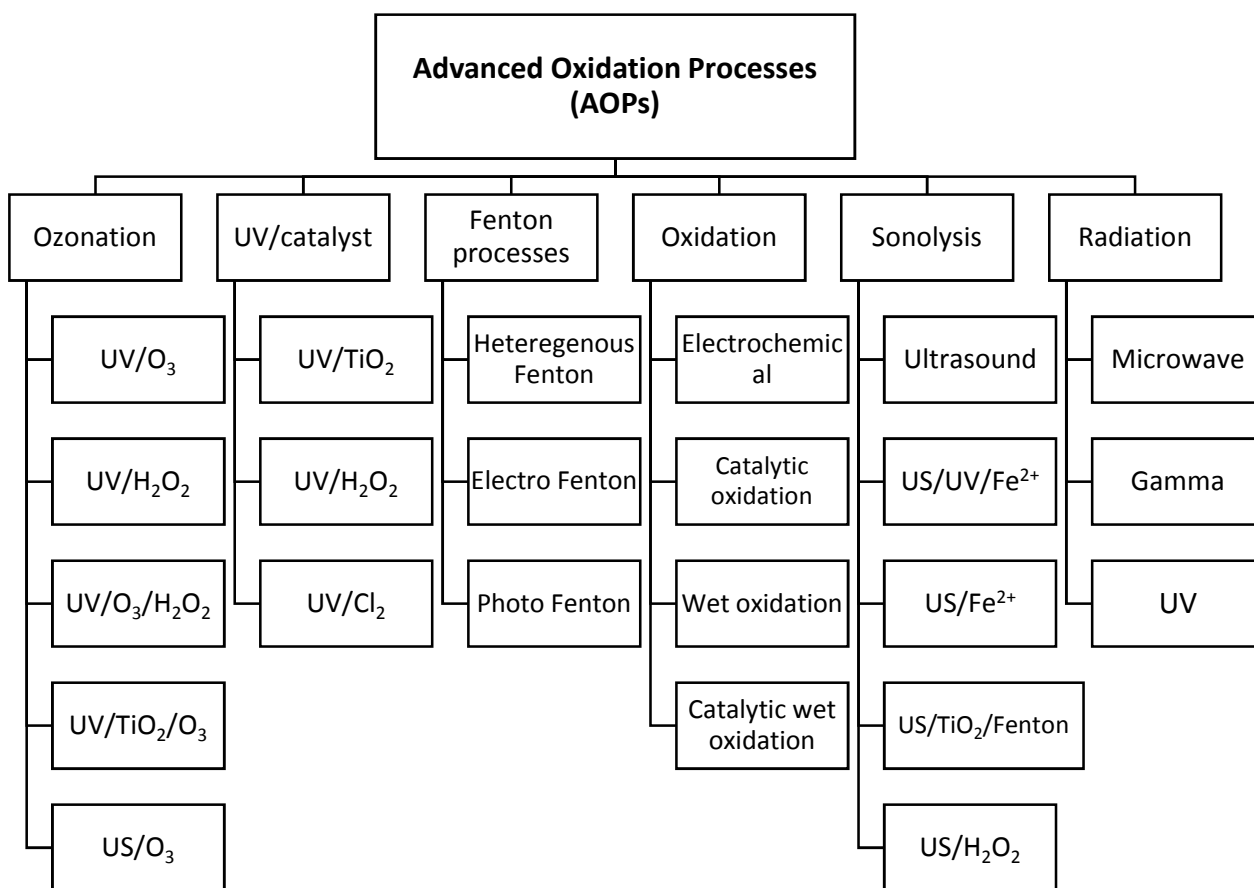 Advanced Oxidation Processes
(AOPs)
Ozonation
UV/O₃
UV/H₂O₂
UV/O₃/H₂O₂
UV/TiO₂/O₃
US/O₃
UV/catalyst
UV/TiO₂
UV/H₂O₂
UV/Cl₂
Fenton
processes
Heteregenous
Fenton
Electro Fenton
Photo Fenton
Oxidation
Electrochemic
al
Catalytic
oxidation
Wet oxidation
Catalytic wet
oxidation
Sonolysis
Ultrasound
US/UV/Fe²⁺
US/Fe²⁺
US/TiO₂/Fenton
US/H₂O₂
Radiation
Microwave
Gamma
UV